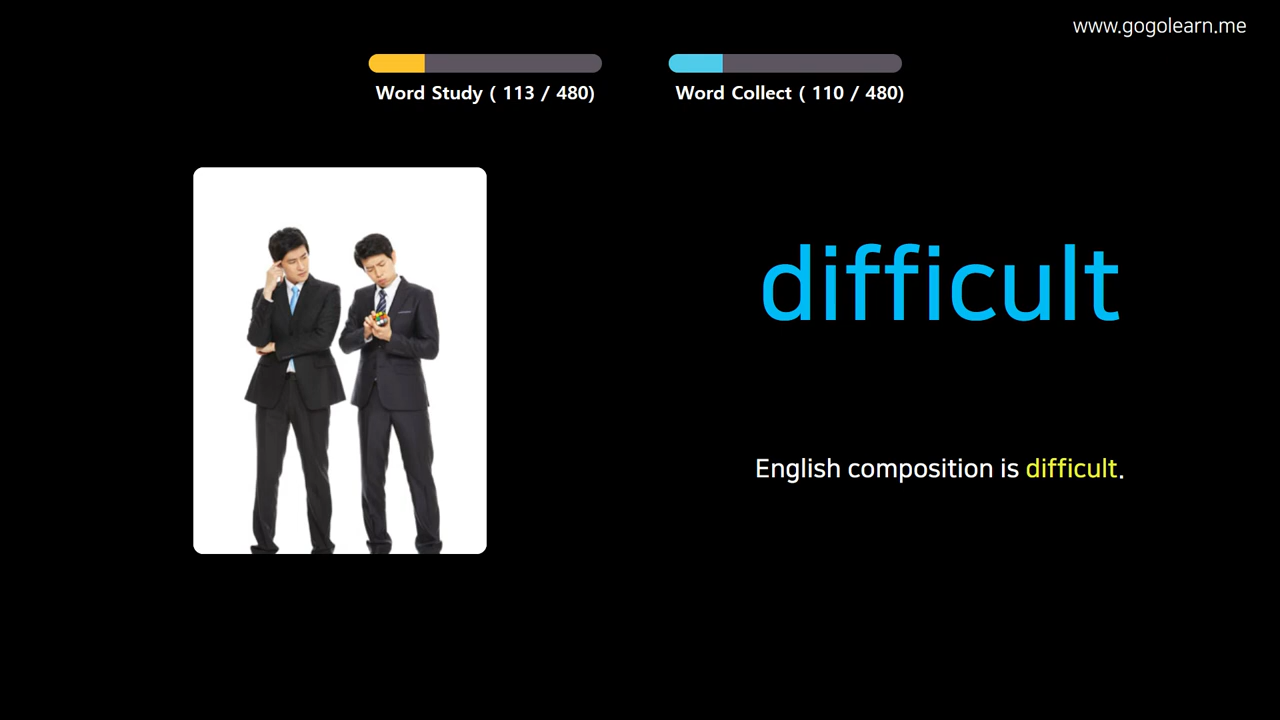 www.gogolearn.me
Word Study ( 113 / 480)
Word Collect ( 110 / 480)
difficult
English composition is difficult.